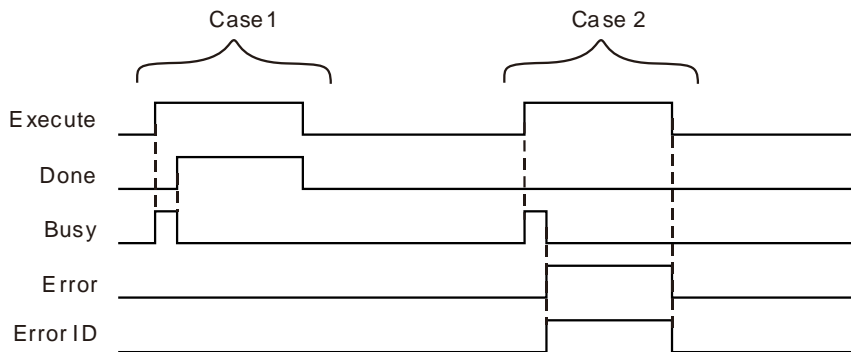 Case 1
Case 2
Execute
Done
Busy
Error
Error ID